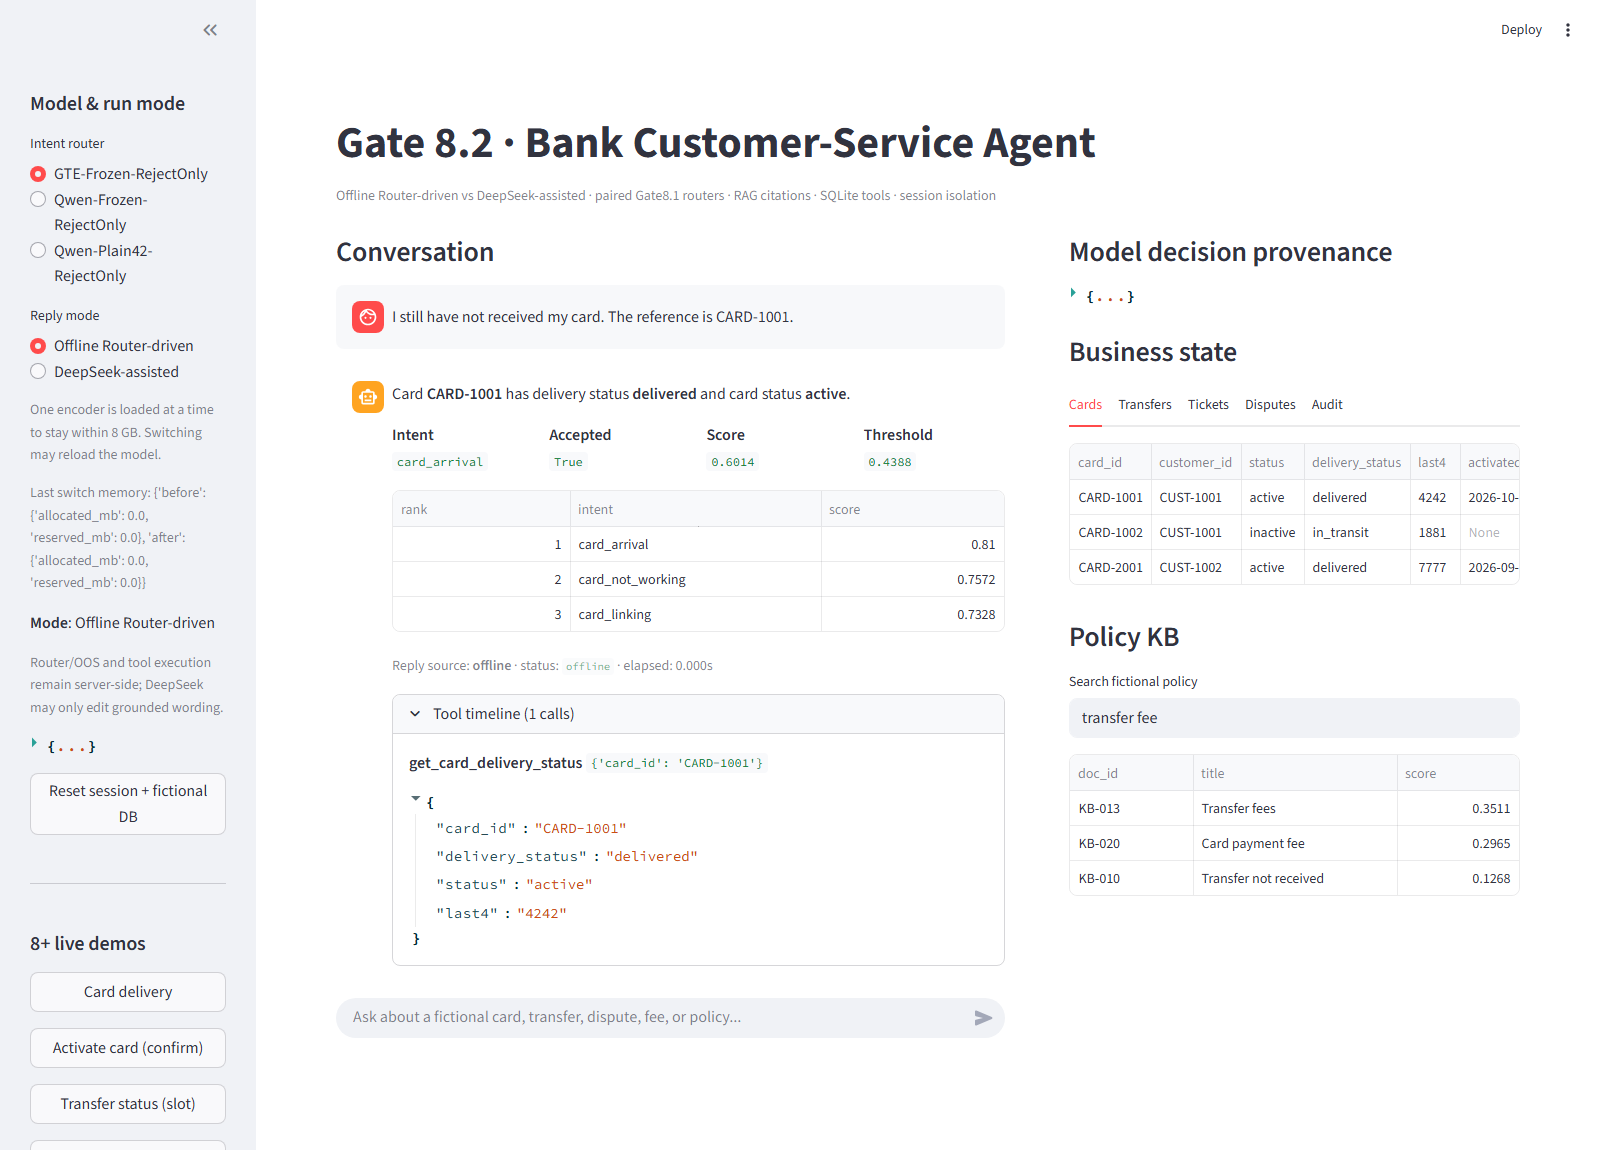 Deploy
Model & run mode
Intent router
GTE-Frozen-RejectOnly
Qwen-Frozen-
RejectOnly
Qwen-Plain42-
RejectOnly
Reply mode
Offline Router-driven
DeepSeek-assisted
One encoder is loaded at a time
to stay within 8 GB. Switching
may reload the model.
Last switch memory: {'before':
{'allocated_mb': 0.0,
'reserved_mb': 0.0}, 'after':
{'allocated_mb': 0.0,
'reserved_mb': 0.0}}
Mode: Offline Router-driven
Router/OOS and tool execution
remain server-side; DeepSeek
may only edit grounded wording.
{...}
Reset session + fictional
DB
8+ live demos
Card delivery
Activate card (confirm)
Transfer status (slot)
Gate 8.2 · Bank Customer-Service Agent
Offline Router-driven vs DeepSeek-assisted · paired Gate8.1 routers · RAG citations · SQLite tools · session isolation
Conversation
I still have not received my card. The reference is CARD-1001.
Card CARD-1001 has delivery status delivered and card status active.
Intent Accepted Score Threshold
card_arrival True 0.6014 0.4388
rank intent score
1 card_arrival 0.81
2 card_not_working 0.7572
3 card_linking 0.7328
Reply source: offline · status: offline · elapsed: 0.000s
Tool timeline (1 calls)
get_card_delivery_status {'card_id': 'CARD-1001'}
{
"card_id" : "CARD-1001"
"delivery_status" : "delivered"
"status" : "active"
"last4" : "4242"
}
Ask about a fictional card, transfer, dispute, fee, or policy...
Model decision provenance
{...}
Business state
Cards Transfers Tickets Disputes Audit
card_id customer_id status delivery_status last4 activated
CARD-1001 CUST-1001 active delivered 4242 2026-10-
CARD-1002 CUST-1001 inactive in_transit 1881 None
CARD-2001 CUST-1002 active delivered 7777 2026-09-
Policy KB
Search fictional policy
transfer fee
doc_id title score
KB-013 Transfer fees 0.3511
KB-020 Card payment fee 0.2965
KB-010 Transfer not received 0.1268